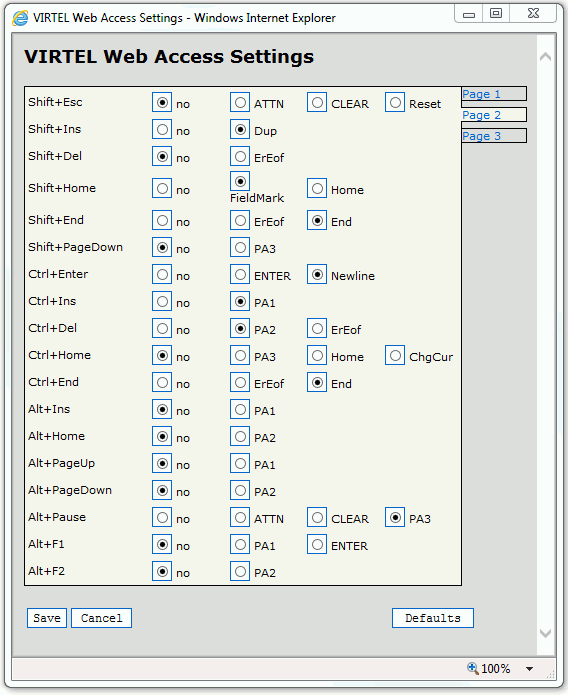 VIRTEL Web Access Settings - Windows Internet Explorer
VIRTEL Web Access Settings
Shift+Esc no ATTN CLEAR Reset
Page 1
Shift+Ins no Dup
Page 2
Shift+Del no ErEof
Page 3
Shift+Home no FieldMark Home
Shift+End no ErEof End
Shift+PageDown no PA3
Ctrl+Enter no ENTER Newline
Ctrl+Ins no PA1
Ctrl+Del no PA2 ErEof
Ctrl+Home no PA3 Home ChgCur
Ctrl+End no ErEof End
Alt+Ins no PA1
Alt+Home no PA2
Alt+PageUp no PA1
Alt+PageDown no PA2
Alt+Pause no ATTN CLEAR PA3
Alt+F1 no PA1 ENTER
Alt+F2 no PA2
Save Cancel Defaults
100%